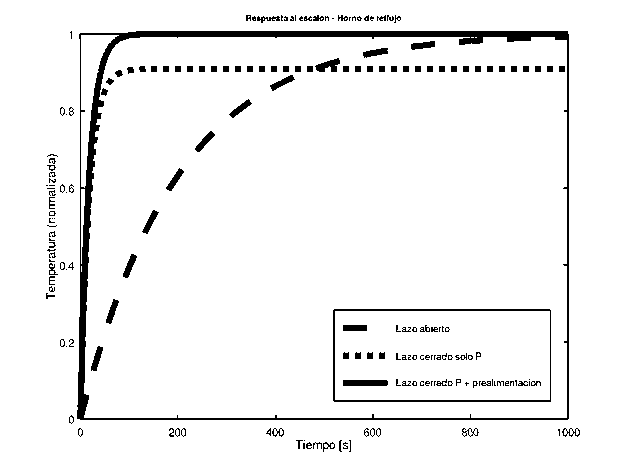 Respuesta al escalon - Horno de reflujo
1
0.8
0.6
0.4
0.2
0
Temperatura (normalizada)
Lazo abierto
Lazo cerrado solo P
Lazo cerrado P + prealimentacion
0 200 400 600 800 1000
Tiempo [s]